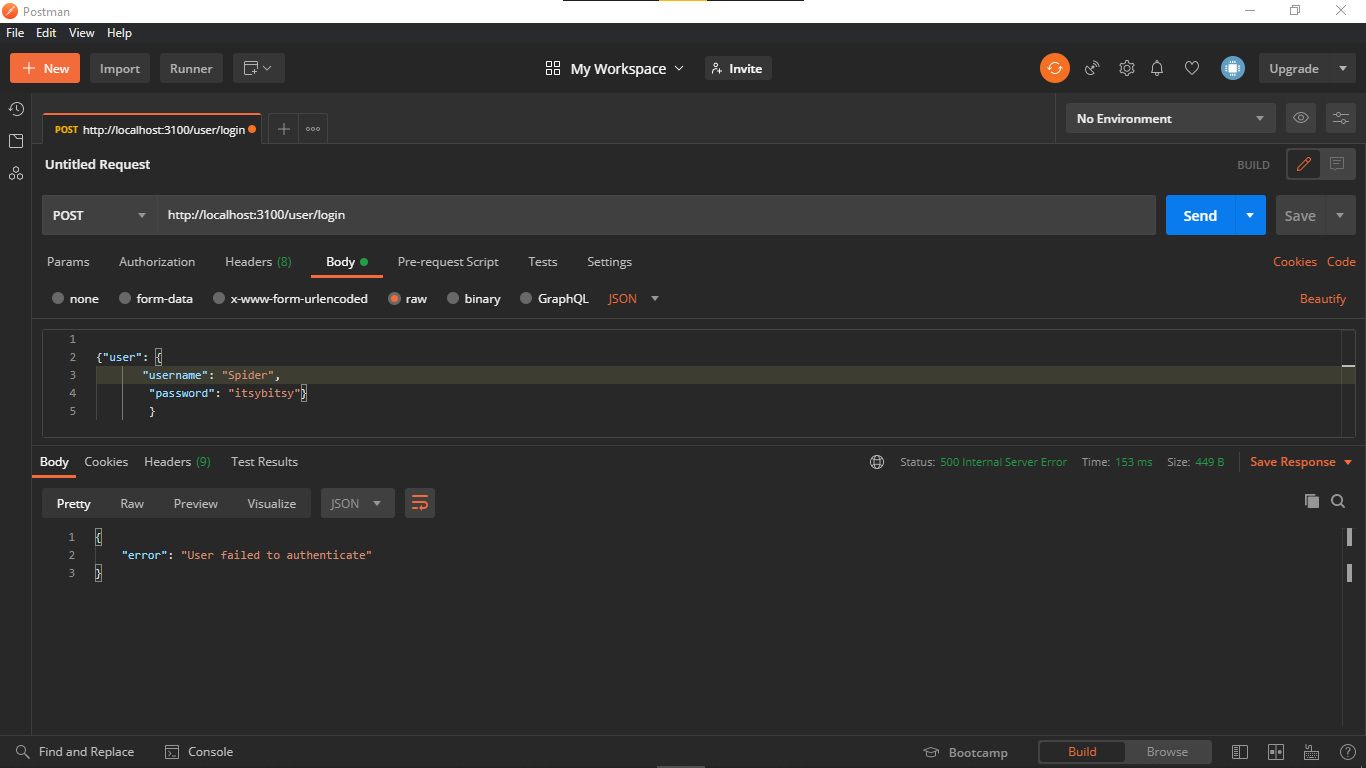 Postman
File Edit View Help
New Import Runner My Workspace Invite Upgrade
POST http://localhost:3100/user/login No Environment
Untitled Request BUILD
POST http://localhost:3100/user/login Send Save
Params Authorization Headers (8) Body Pre-request Script Tests Settings Cookies Code
none form-data x-www-form-urlencoded raw binary GraphQL JSON Beautify
1
2 {"user": {
3 "username": "Spider",
4 "password": "itsybitsy"}
5 }
Body Cookies Headers (9) Test Results Status: 500 Internal Server Error Time: 153 ms Size: 449 B Save Response
Pretty Raw Preview Visualize JSON
1 {
2 "error": "User failed to authenticate"
3 }
Find and Replace Console Bootcamp Build Browse